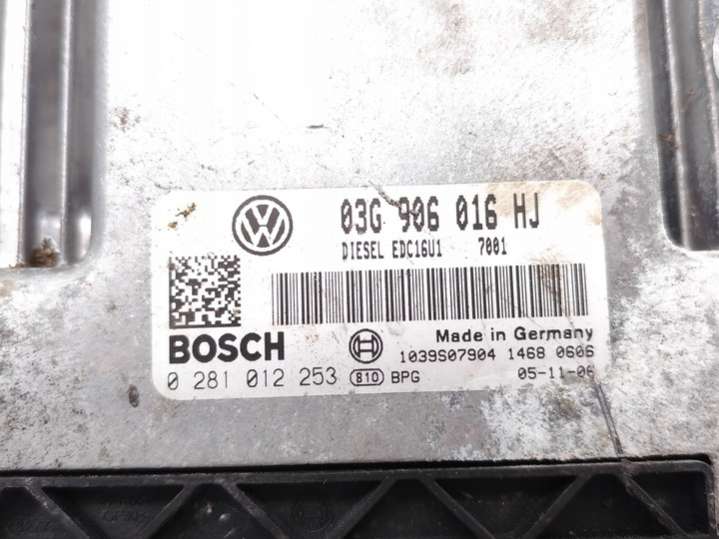 03G 906 016 HJ
DIESEL EDC16U1 7001
BOSCH
Made in Germany
1039S07904 1468 0606
0 281 012 253 810 BPG 05-11-06